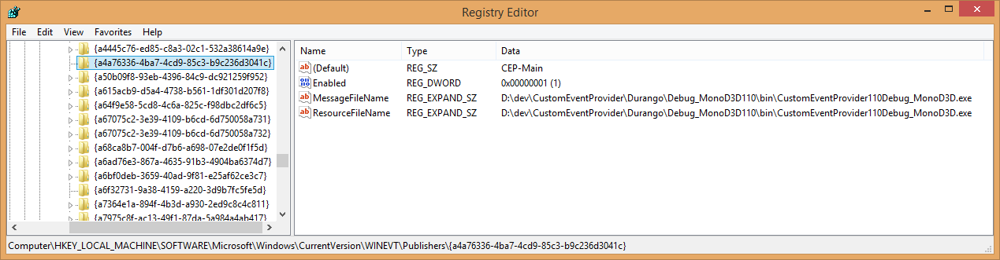 Registry Editor
File Edit View Favorites Help
{a4445c76-ed85-c8a3-02c1-532a38614a9e}
{a4a76336-4ba7-4cd9-85c3-b9c236d3041c}
{a50b09f8-93eb-4396-84c9-dc921259f952}
{a615acb9-d5a4-4738-b561-1df301d207f8}
{a64f9e58-5cd8-4c6a-825c-f98dbc2df6c5}
{a67075c2-3e39-4109-b6cd-6d750058a731}
{a67075c2-3e39-4109-b6cd-6d750058a732}
{a68ca8b7-004f-d7b6-a698-07e2de0f1f5d}
{a6ad76e3-867a-4635-91b3-4904ba6374d7}
{a6bf0deb-3659-40ad-9f81-e25af62ce3c7}
{a6f32731-9a38-4159-a220-3d9b7fc5fe5d}
{a7364e1a-894f-4b3d-a930-2ed9c8c4c811}
{a7975c8f-ac13-49f1-87da-5a984a4ab417}
Name Type Data
(Default) REG_SZ CEP-Main
Enabled REG_DWORD 0x00000001 (1)
MessageFileName REG_EXPAND_SZ D:\dev\CustomEventProvider\Durango\Debug_MonoD3D110\bin\CustomEventProvider110Debug_MonoD3D.exe
ResourceFileName REG_EXPAND_SZ D:\dev\CustomEventProvider\Durango\Debug_MonoD3D110\bin\CustomEventProvider110Debug_MonoD3D.exe
Computer\HKEY_LOCAL_MACHINE\SOFTWARE\Microsoft\Windows\CurrentVersion\WINEVT\Publishers\{a4a76336-4ba7-4cd9-85c3-b9c236d3041c}